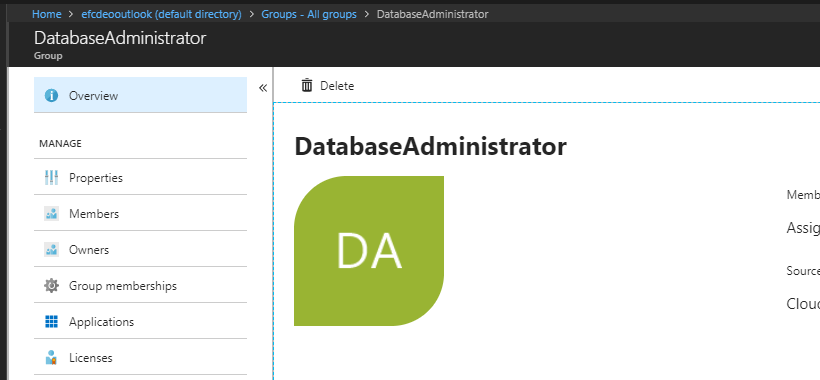 Home > efcdeooutlook (default directory) > Groups - All groups > DatabaseAdministrator
DatabaseAdministrator
Group
Overview
«
MANAGE
Properties
Members
Owners
Group memberships
Applications
Licenses
Delete
DatabaseAdministrator
DA
Memb
Assig
Source
Cloud